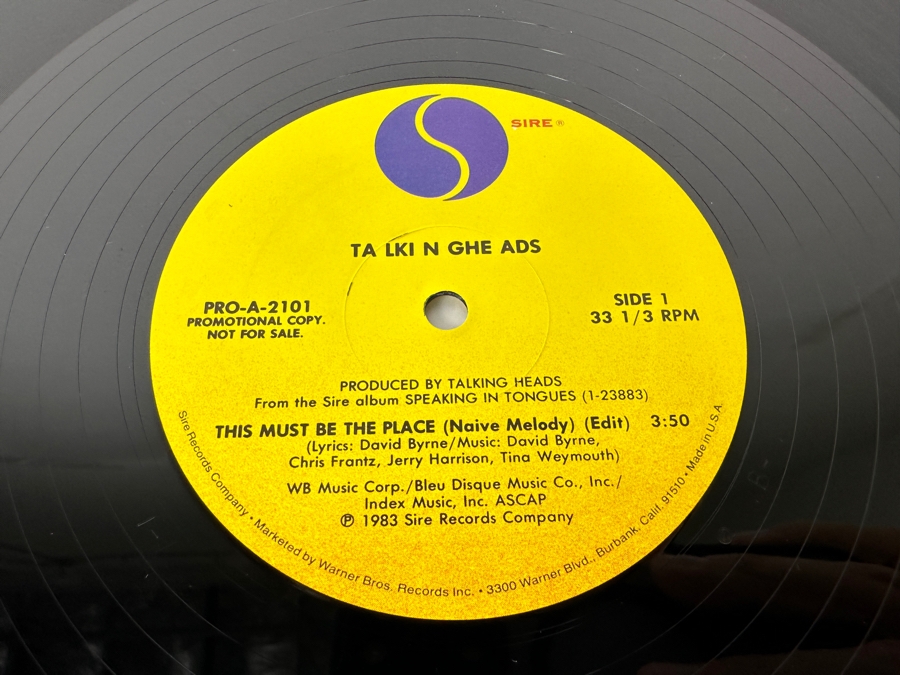 SIRE ®
TA LKI N GHE ADS
PRO-A-2101
PROMOTIONAL COPY.
NOT FOR SALE.
SIDE 1
33 1/3 RPM
PRODUCED BY TALKING HEADS
From the Sire album SPEAKING IN TONGUES (1-23883)
THIS MUST BE THE PLACE (Naive Melody) (Edit) 3:50
(Lyrics: David Byrne/Music: David Byrne,
Chris Frantz, Jerry Harrison, Tina Weymouth)
WB Music Corp./Bleu Disque Music Co., Inc./
Index Music, Inc. ASCAP
℗ 1983 Sire Records Company
Sire Records Company • Marketed by Warner Bros. Records Inc. • 3300 Warner Blvd., Burbank, Calif. 91510 • Made in U.S.A.